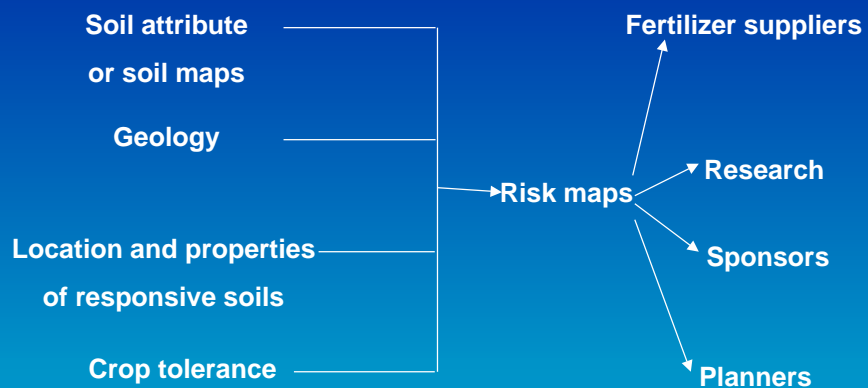 Soil attribute
or soil maps
Geology
Location and properties
of responsive soils
Crop tolerance
Risk maps
Fertilizer suppliers
Research
Sponsors
Planners